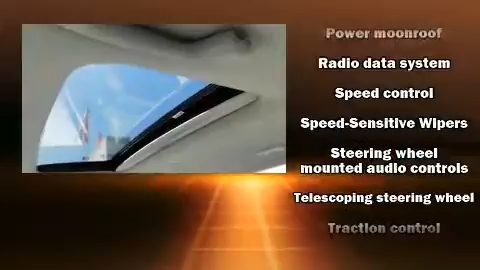 Power moonroof
Radio data system
Speed control
Speed-Sensitive Wipers
Steering wheel
mounted audio controls
Telescoping steering wheel
Traction control